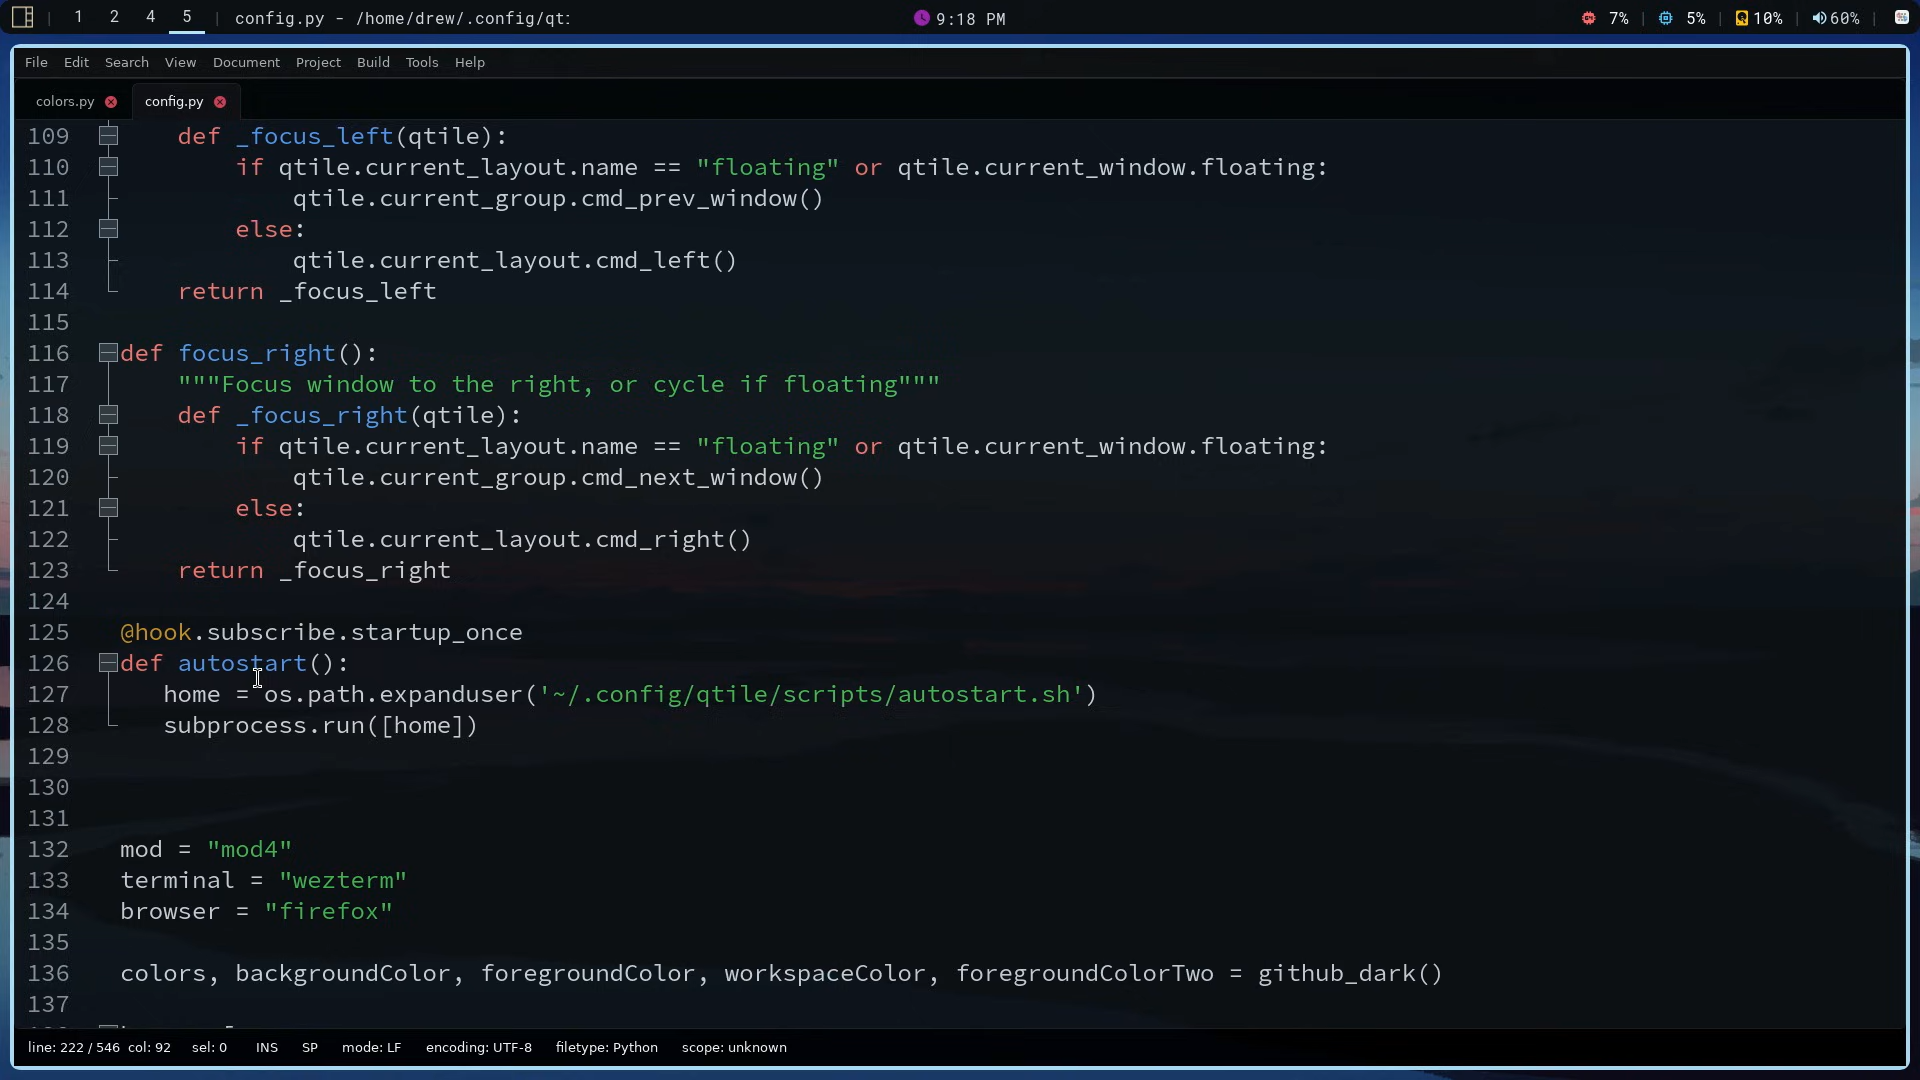 1 2 4 5 | config.py - /home/drew/.config/qt: 9:18 PM 7% | 5% | 10% | 60% |
File Edit Search View Document Project Build Tools Help
colors.py config.py
109 def _focus_left(qtile):
110 if qtile.current_layout.name == "floating" or qtile.current_window.floating:
111 qtile.current_group.cmd_prev_window()
112 else:
113 qtile.current_layout.cmd_left()
114 return _focus_left
115
116 def focus_right():
117 """Focus window to the right, or cycle if floating"""
118 def _focus_right(qtile):
119 if qtile.current_layout.name == "floating" or qtile.current_window.floating:
120 qtile.current_group.cmd_next_window()
121 else:
122 qtile.current_layout.cmd_right()
123 return _focus_right
124
125 @hook.subscribe.startup_once
126 def autostart():
127 home = os.path.expanduser('~/.config/qtile/scripts/autostart.sh')
128 subprocess.run([home])
129
130
131
132 mod = "mod4"
133 terminal = "wezterm"
134 browser = "firefox"
135
136 colors, backgroundColor, foregroundColor, workspaceColor, foregroundColorTwo = github_dark()
137
line: 222 / 546 col: 92 sel: 0 INS SP mode: LF encoding: UTF-8 filetype: Python scope: unknown